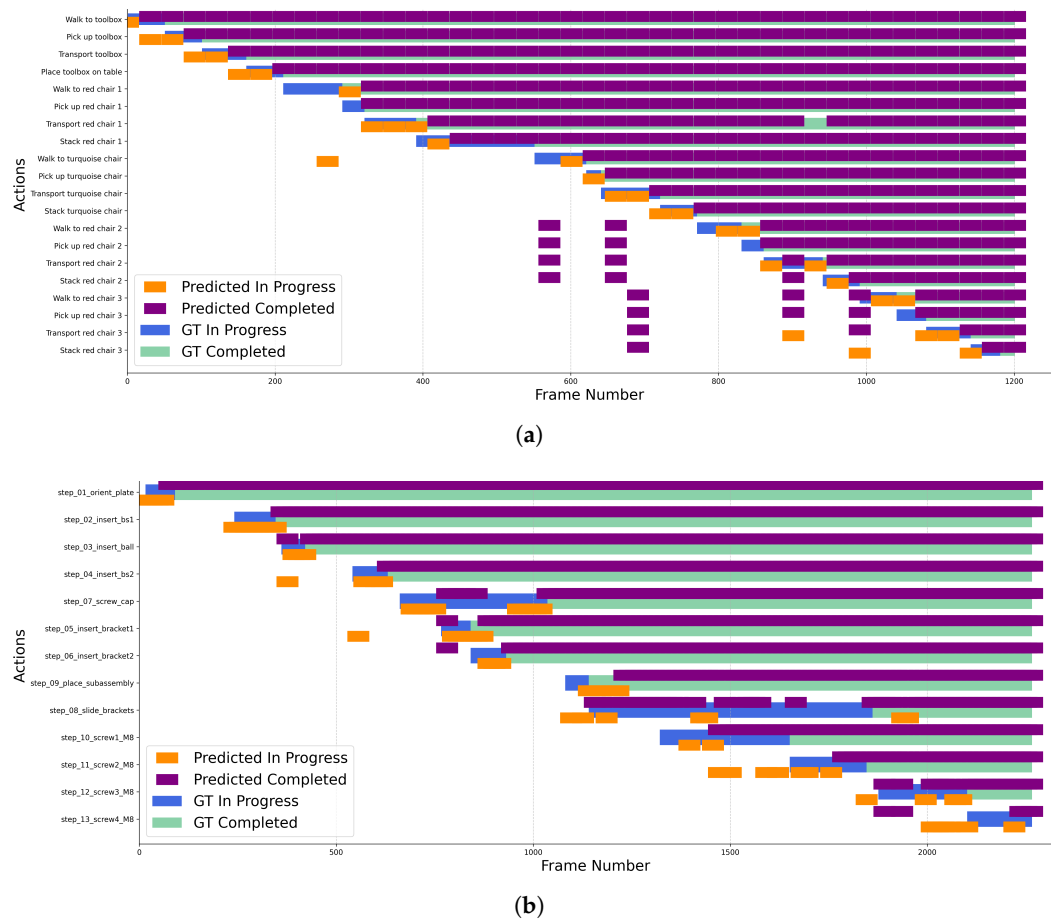 Walk to toolbox
Pick up toolbox
Transport toolbox
Place toolbox on table
Walk to red chair 1
Pick up red chair 1
Transport red chair 1
Stack red chair 1
Walk to turquoise chair
Pick up turquoise chair
Transport turquoise chair
Stack turquoise chair
Walk to red chair 2
Pick up red chair 2
Transport red chair 2
Stack red chair 2
Walk to red chair 3
Pick up red chair 3
Transport red chair 3
Stack red chair 3
Actions
Predicted In Progress
Predicted Completed
GT In Progress
GT Completed
0 200 400 600 800 1000 1200
Frame Number
(a)
step_01_orient_plate
step_02_insert_bs1
step_03_insert_ball
step_04_insert_bs2
step_07_screw_cap
step_05_insert_bracket1
step_06_insert_bracket2
step_09_place_subassembly
step_08_slide_brackets
step_10_screw1_M8
step_11_screw2_M8
step_12_screw3_M8
step_13_screw4_M8
Actions
Predicted In Progress
Predicted Completed
GT In Progress
GT Completed
0 500 1000 1500 2000
Frame Number
(b)